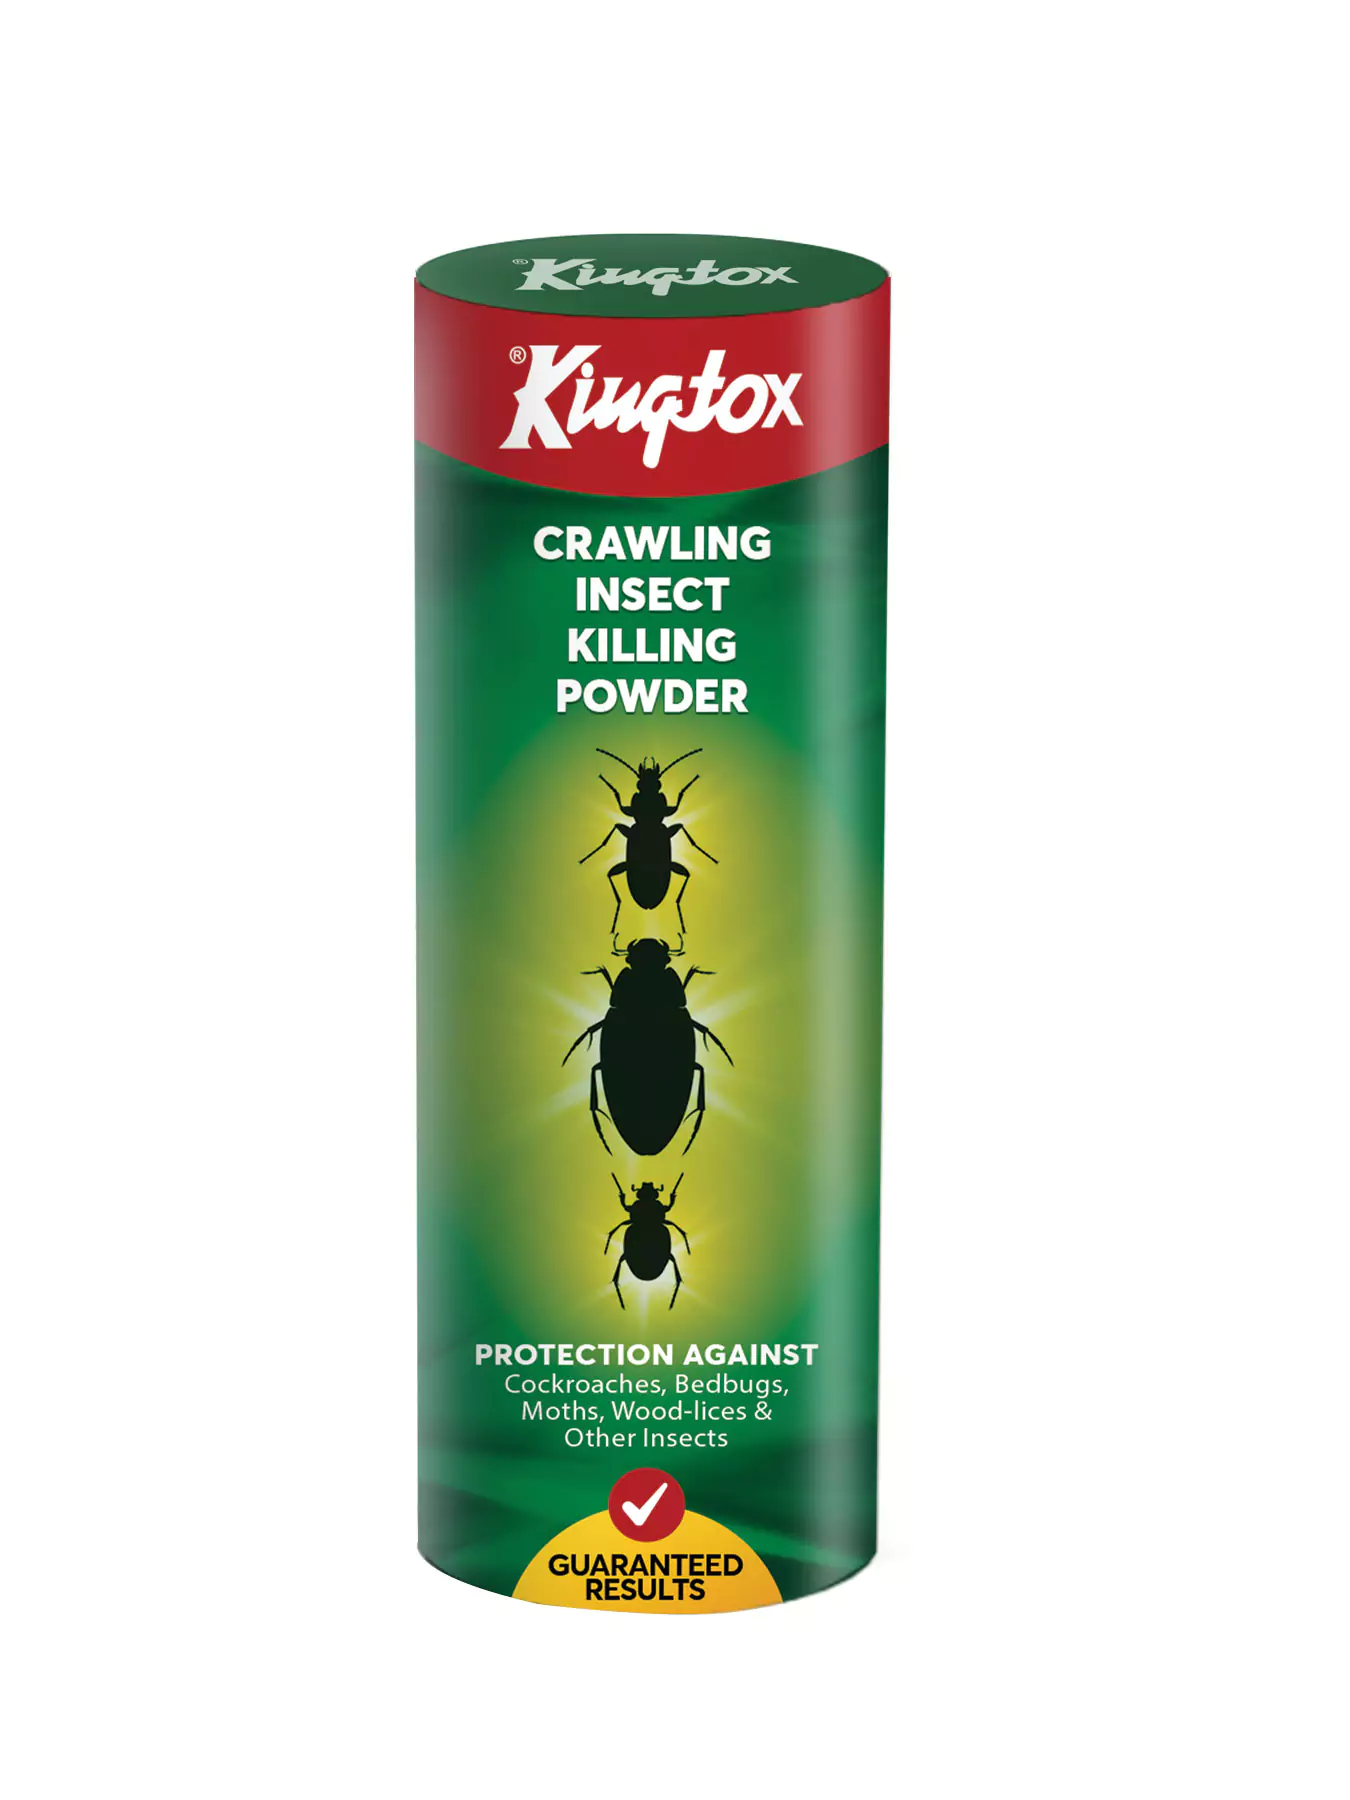 ® Kingtox
® Kingtox
CRAWLING
INSECT
KILLING
POWDER
PROTECTION AGAINST
Cockroaches, Bedbugs,
Moths, Wood-lices &
Other Insects
GUARANTEED
RESULTS